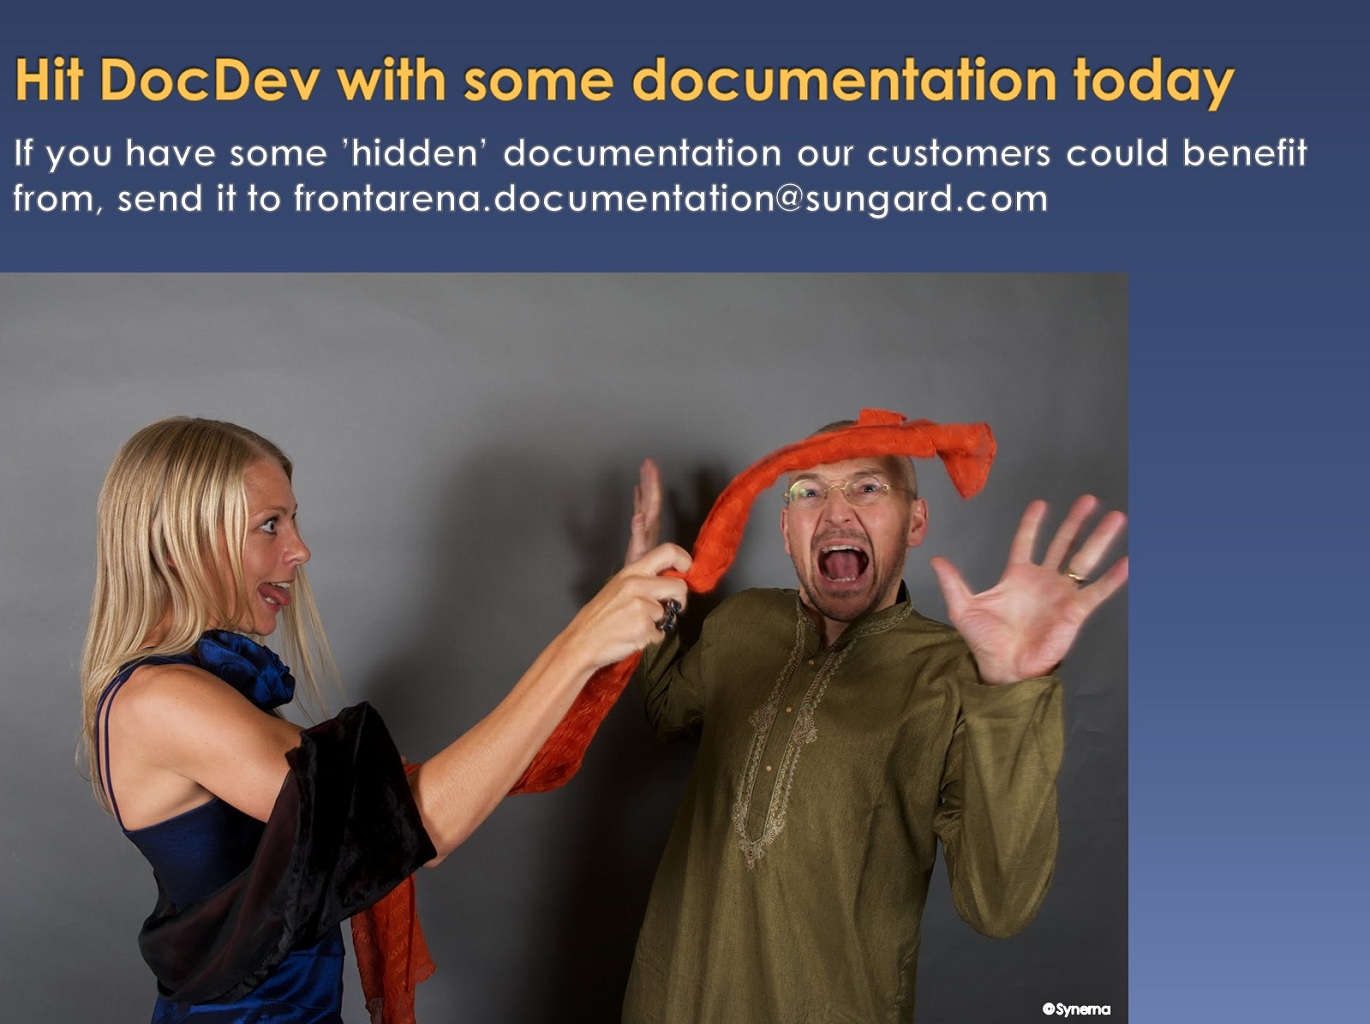 Hit DocDev with some documentation today
If you have some ’hidden’ documentation our customers could benefit
from, send it to frontarena.documentation@sungard.com
©Synema